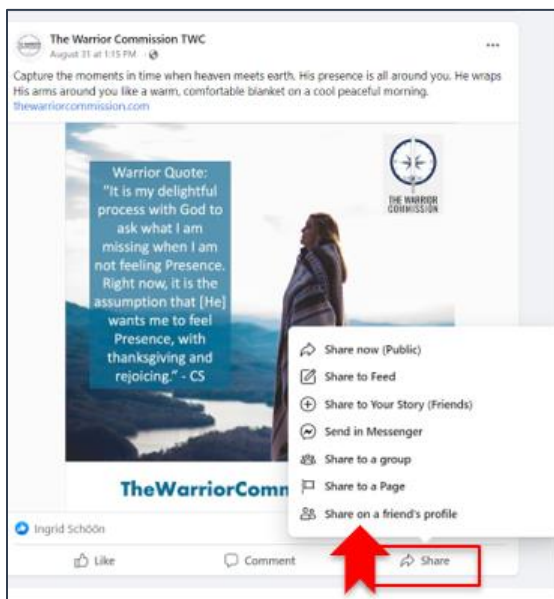 The Warrior Commission TWC
August 31 at 1:15 PM ·
Capture the moments in time when heaven meets earth. His presence is all around you. He wraps
His arms around you like a warm, comfortable blanket on a cool peaceful morning.
thewarriorcommission.com
Warrior Quote:
"It is my delightful
process with God to
ask what I am
missing when I am
not feeling Presence.
Right now, it is the
assumption that [He]
wants me to feel
Presence, with
thanksgiving and
rejoicing." - CS
THE WARRIOR
COMMISSION
Share now (Public)
Share to Feed
Share to Your Story (Friends)
Send in Messenger
Share to a group
Share to a Page
Share on a friend's profile
TheWarriorComm
Ingrid Schöön
Like
Comment
Share